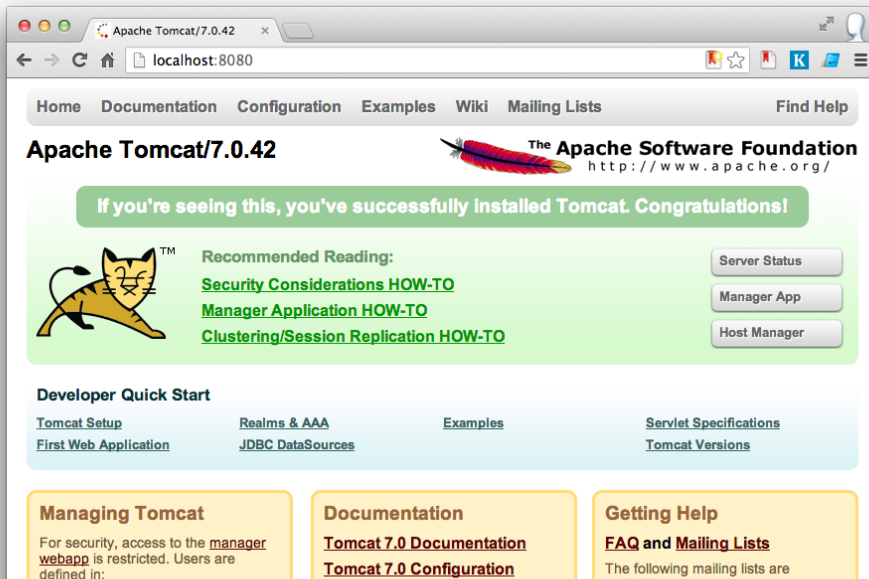 Apache Tomcat/7.0.42
localhost:8080
K
Home Documentation Configuration Examples Wiki Mailing Lists Find Help
Apache Tomcat/7.0.42
The Apache Software Foundation
http://www.apache.org/
If you're seeing this, you've successfully installed Tomcat. Congratulations!
TM
Recommended Reading:
Security Considerations HOW-TO
Manager Application HOW-TO
Clustering/Session Replication HOW-TO
Server Status
Manager App
Host Manager
Developer Quick Start
Tomcat Setup Realms & AAA Examples Servlet Specifications
First Web Application JDBC DataSources Tomcat Versions
Managing Tomcat
For security, access to the manager
webapp is restricted. Users are
defined in:
Documentation
Tomcat 7.0 Documentation
Tomcat 7.0 Configuration
Getting Help
FAQ and Mailing Lists
The following mailing lists are